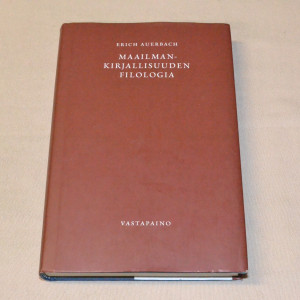 ERICH AUERBACH
MAAILMAN-
KIRJALLISUUDEN
FILOLOGIA
VASTAPAINO